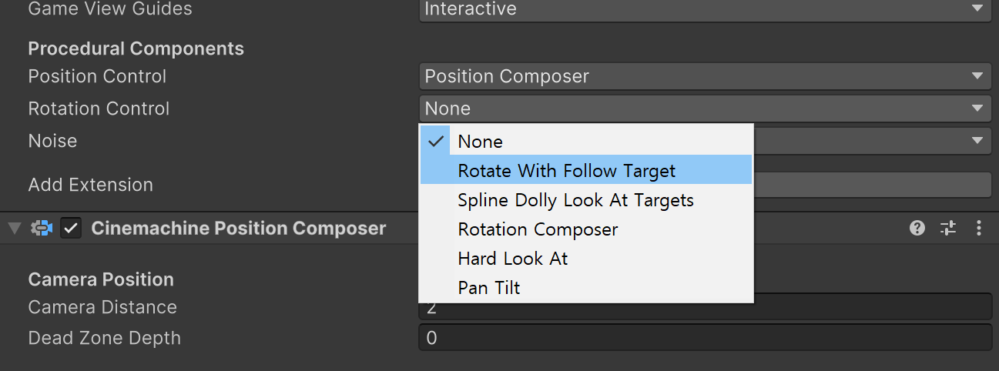 Game View Guides Interactive
Procedural Components
Position Control Position Composer
Rotation Control None
Noise
None
Rotate With Follow Target
Spline Dolly Look At Targets
Rotation Composer
Hard Look At
Pan Tilt
Add Extension
Cinemachine Position Composer
Camera Position
Camera Distance 2
Dead Zone Depth 0